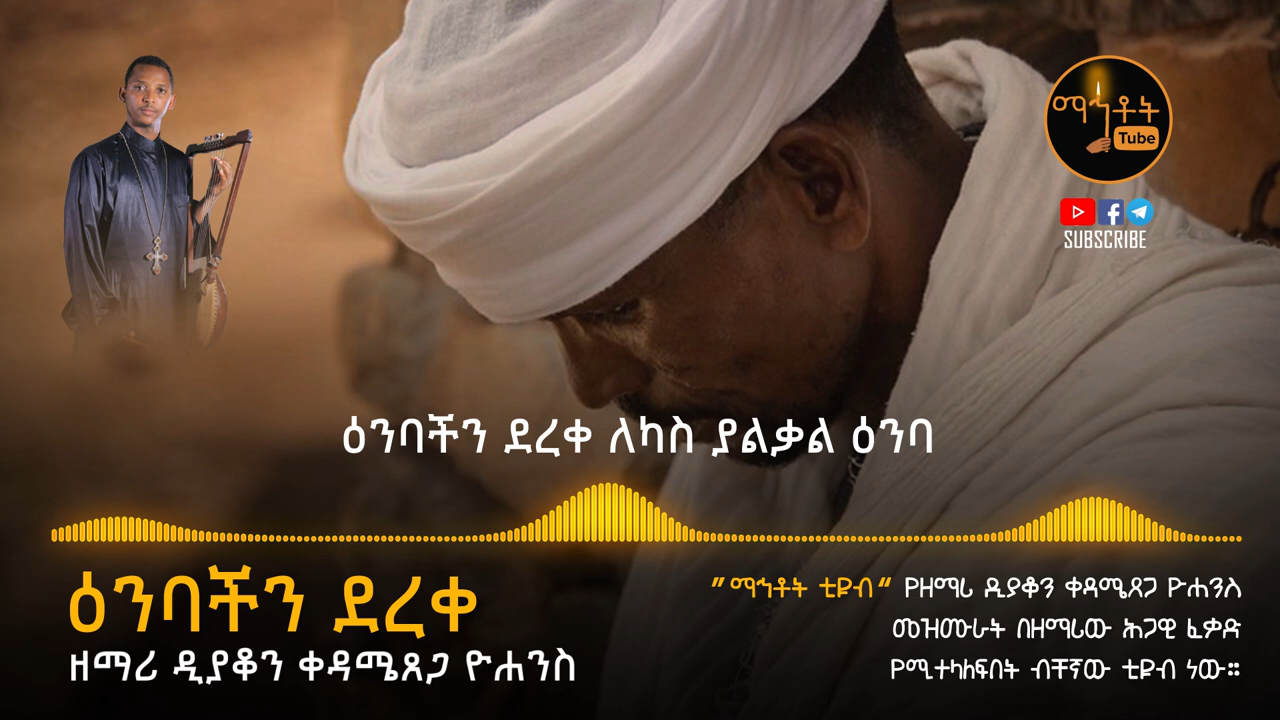 ማኅቶት
Tube
SUBSCRIBE
ዕንባችን ደረቀ ለካስ ያልቃል ዕንባ
ዕንባችን ደረቀ
ዘማሪ ዲያቆን ቀዳሜጸጋ ዮሐንስ
"ማኅቶት ቲዩብ" የዘማሪ ዲያቆን ቀዳሜጸጋ ዮሐንስ
መዝሙራት በዘማሪው ሕጋዊ ፈቃድ
የሚተላለፍበት ብቸኛው ቲዩብ ነው።